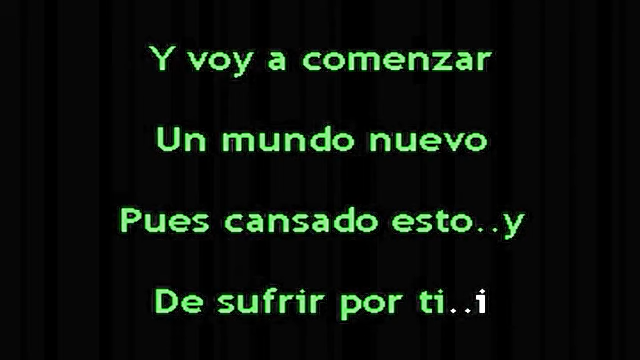 Y voy a comenzar
Un mundo nuevo
Pues cansado esto..y
De sufrir por ti..i